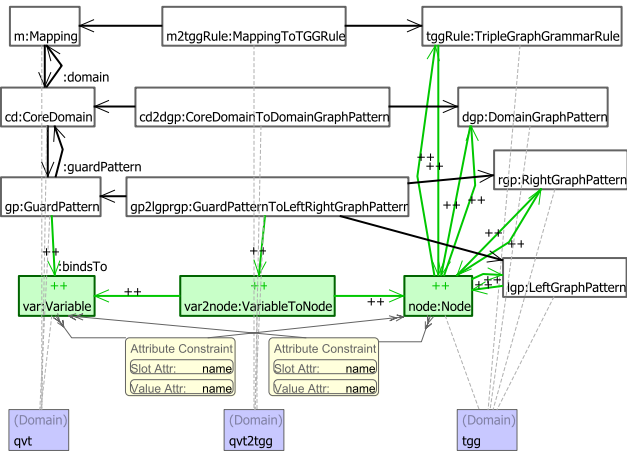 m:Mapping
m2tggRule:MappingToTGGRule
tggRule:TripleGraphGrammarRule
:domain
cd:CoreDomain
cd2dgp:CoreDomainToDomainGraphPattern
dgp:DomainGraphPattern
:guardPattern
++
++
rgp:RightGraphPattern
gp:GuardPattern
gp2lgprgp:GuardPatternToLeftRightGraphPattern
++
++
++
++
++
++
:bindsTo
lgp:LeftGraphPattern
++
++
++
++
++
++
++
var:Variable
var2node:VariableToNode
node:Node
Attribute Constraint
Slot Attr: name
Value Attr: name
Attribute Constraint
Slot Attr: name
Value Attr: name
(Domain)
qvt
(Domain)
qvt2tgg
(Domain)
tgg